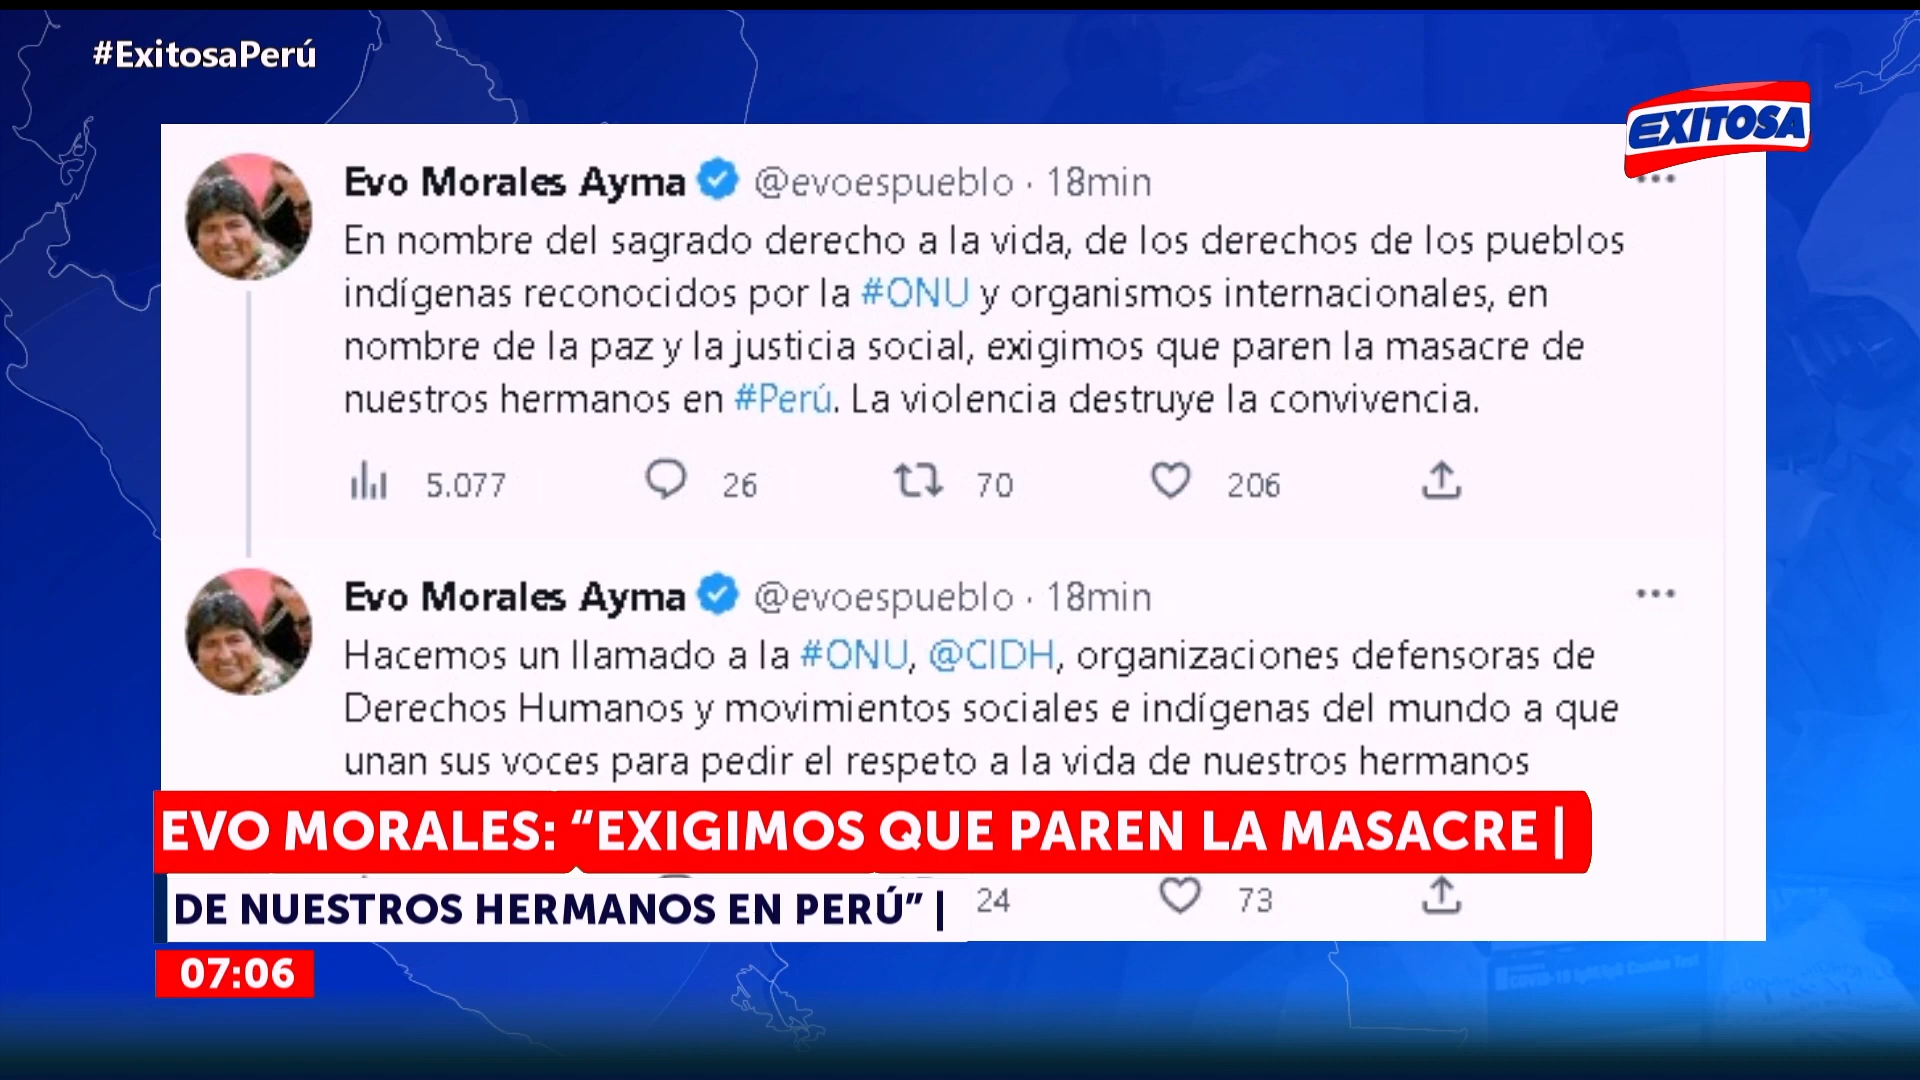 #ExitosaPerú
EXITOSA
Evo Morales Ayma @evoespueblo · 18min
En nombre del sagrado derecho a la vida, de los derechos de los pueblos
indígenas reconocidos por la #ONU y organismos internacionales, en
nombre de la paz y la justicia social, exigimos que paren la masacre de
nuestros hermanos en #Perú. La violencia destruye la convivencia.
5.077 26 70 206
Evo Morales Ayma @evoespueblo · 18min
Hacemos un llamado a la #ONU, @CIDH, organizaciones defensoras de
Derechos Humanos y movimientos sociales e indígenas del mundo a que
unan sus voces para pedir el respeto a la vida de nuestros hermanos
EVO MORALES: “EXIGIMOS QUE PAREN LA MASACRE |
DE NUESTROS HERMANOS EN PERÚ” |
24 73
07:06